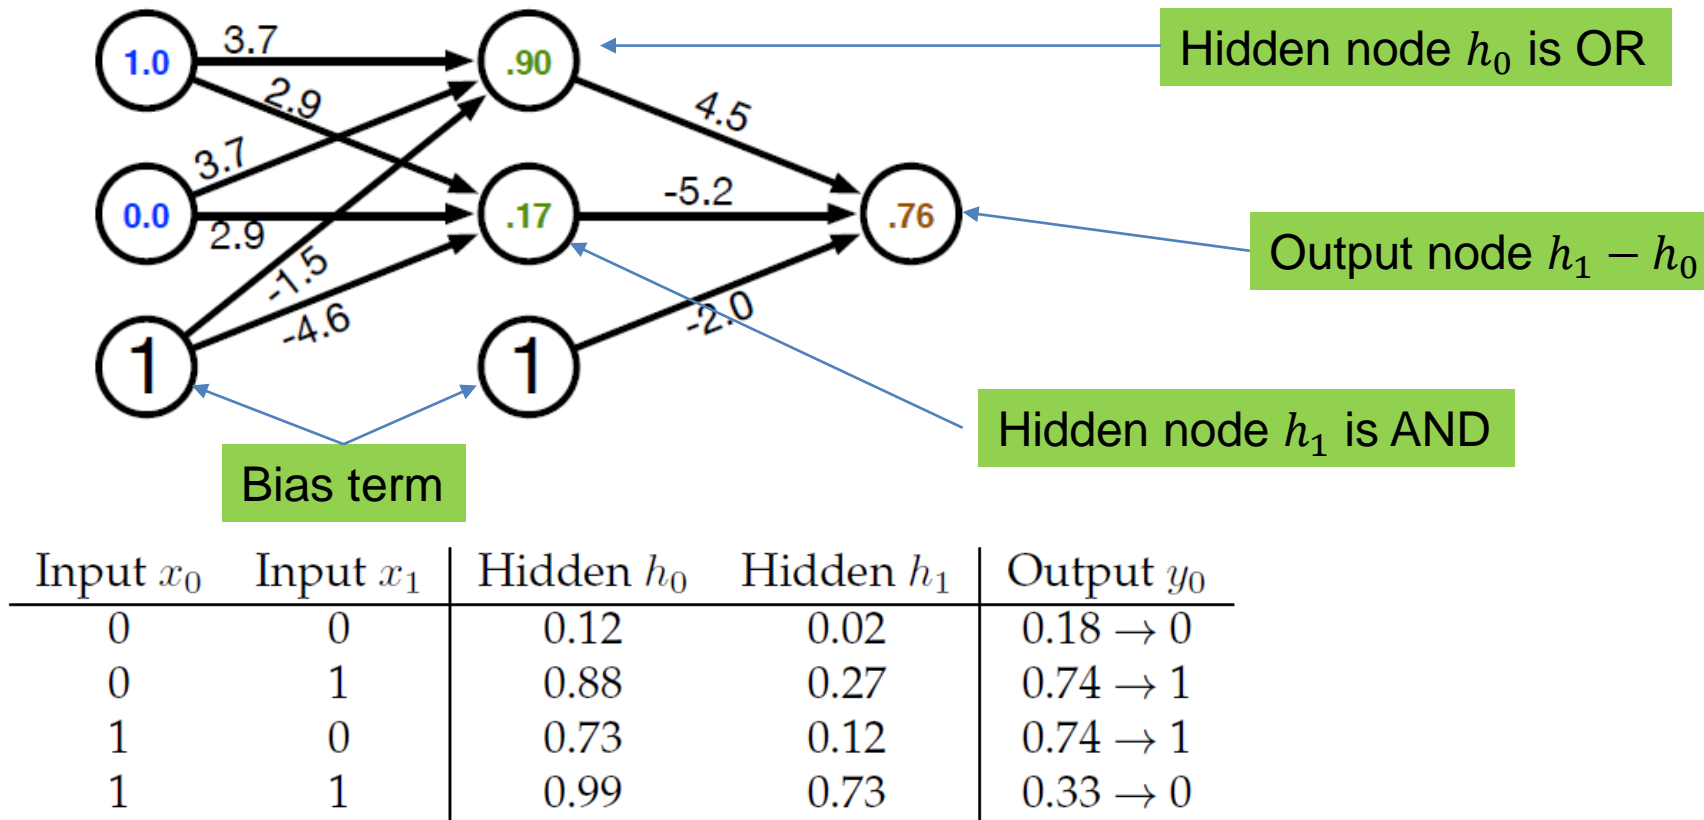 1.0
3.7
.90
Hidden node h₀ is OR
2.9
4.5
3.7
0.0
2.9
.17
-5.2
.76
Output node h₁ − h₀
-1.5
-4.6
-2.0
1
1
Hidden node h₁ is AND
Bias term
Input x₀ Input x₁ Hidden h₀ Hidden h₁ Output y₀
0 0 0.12 0.02 0.18 → 0
0 1 0.88 0.27 0.74 → 1
1 0 0.73 0.12 0.74 → 1
1 1 0.99 0.73 0.33 → 0